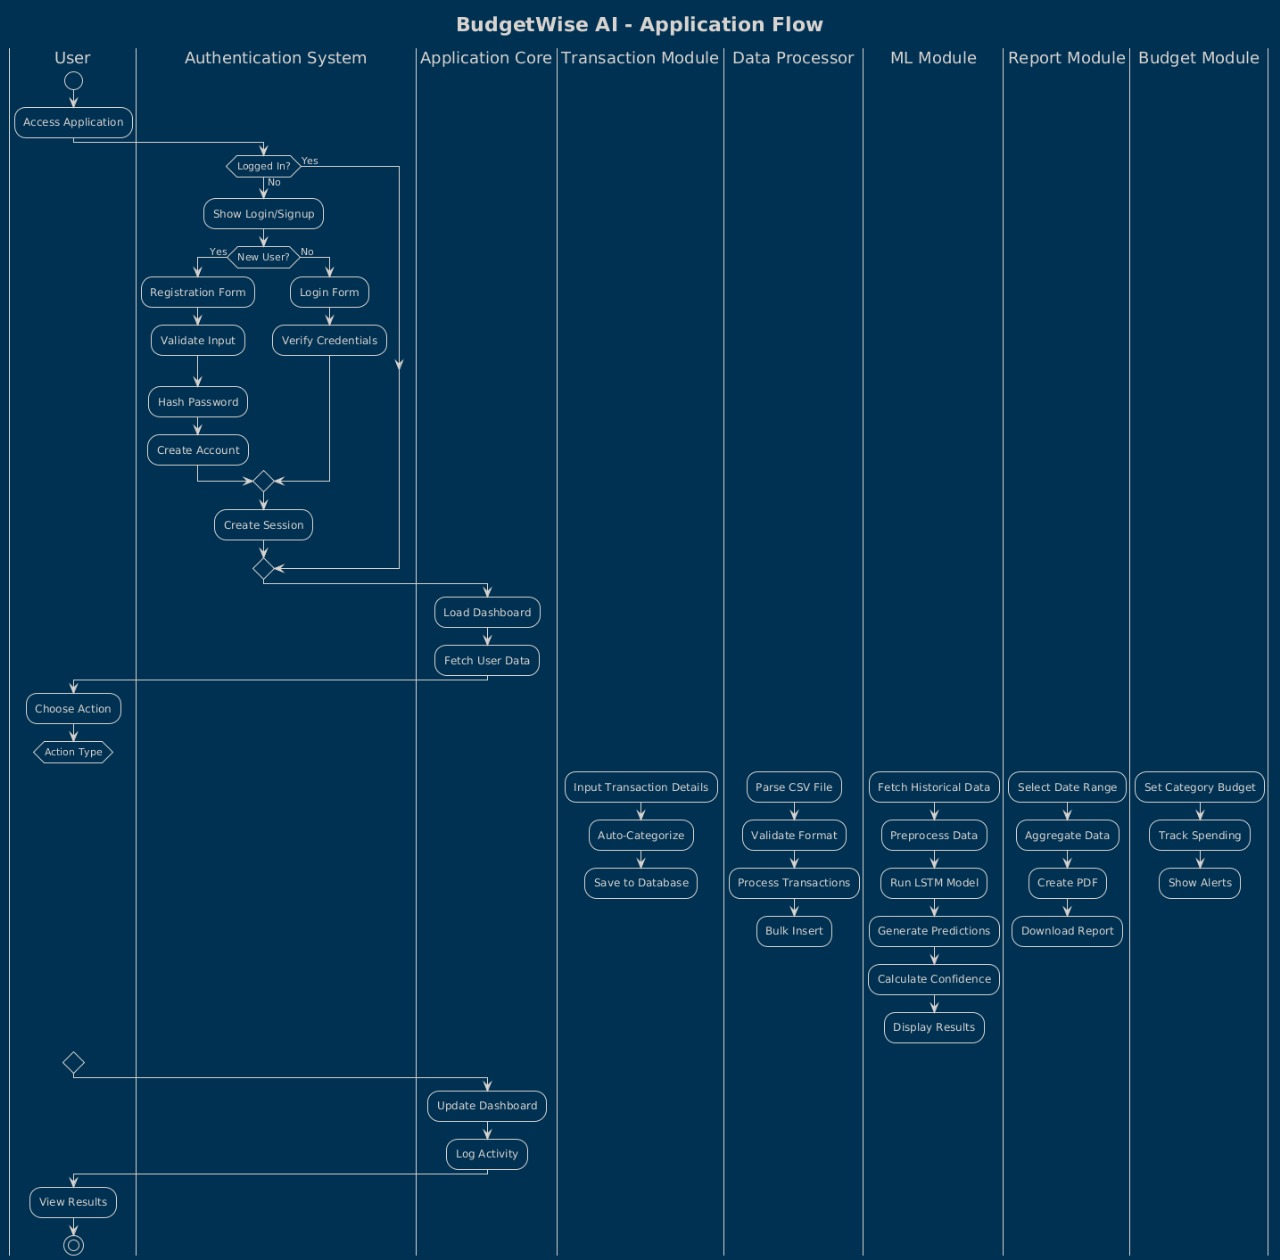 BudgetWise AI - Application Flow
User
Authentication System
Application Core
Transaction Module
Data Processor
ML Module
Report Module
Budget Module
Access Application
Logged In?
Yes
No
Show Login/Signup
New User?
Yes
No
Registration Form
Login Form
Validate Input
Verify Credentials
Hash Password
Create Account
Create Session
Load Dashboard
Fetch User Data
Choose Action
Action Type
Input Transaction Details
Auto-Categorize
Save to Database
Parse CSV File
Validate Format
Process Transactions
Bulk Insert
Fetch Historical Data
Preprocess Data
Run LSTM Model
Generate Predictions
Calculate Confidence
Display Results
Select Date Range
Aggregate Data
Create PDF
Download Report
Set Category Budget
Track Spending
Show Alerts
Update Dashboard
Log Activity
View Results